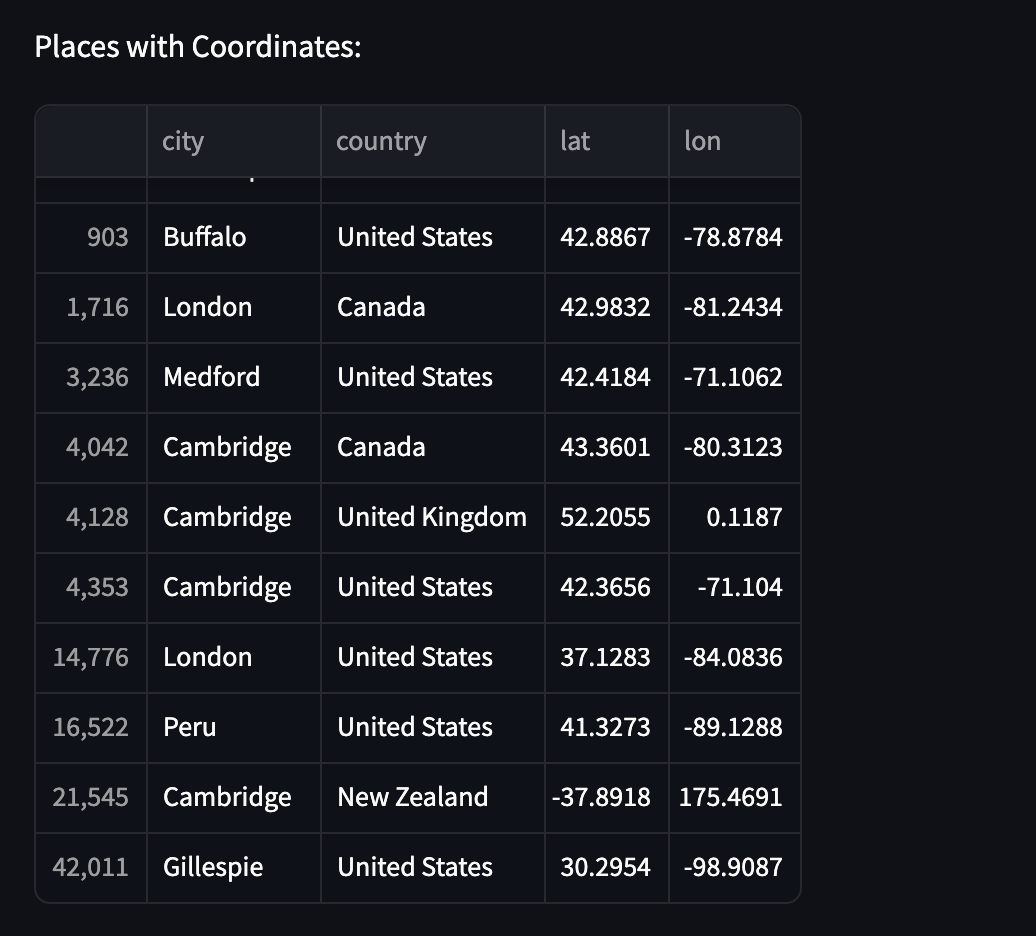 Places with Coordinates:
city country lat lon
903 Buffalo United States 42.8867 -78.8784
1,716 London Canada 42.9832 -81.2434
3,236 Medford United States 42.4184 -71.1062
4,042 Cambridge Canada 43.3601 -80.3123
4,128 Cambridge United Kingdom 52.2055 0.1187
4,353 Cambridge United States 42.3656 -71.104
14,776 London United States 37.1283 -84.0836
16,522 Peru United States 41.3273 -89.1288
21,545 Cambridge New Zealand -37.8918 175.4691
42,011 Gillespie United States 30.2954 -98.9087